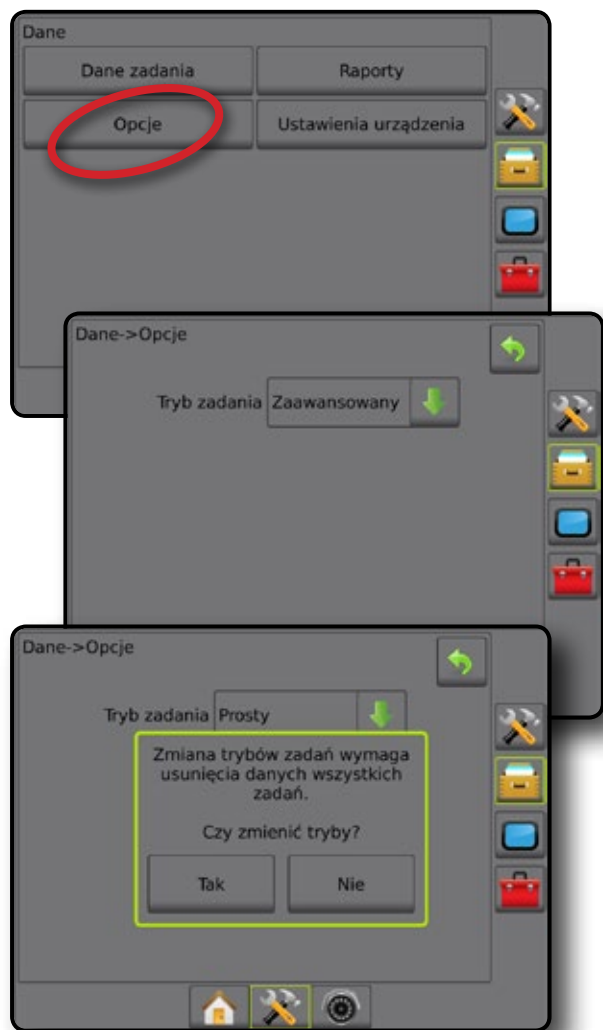 Dane
Dane zadania
Raporty
Opcje
Ustawienia urządzenia
Dane->Opcje
Tryb zadania Zaawansowany
Dane->Opcje
Tryb zadania Prosty
Zmiana trybów zadań wymaga
usunięcia danych wszystkich
zadań.
Czy zmienić tryby?
Tak
Nie